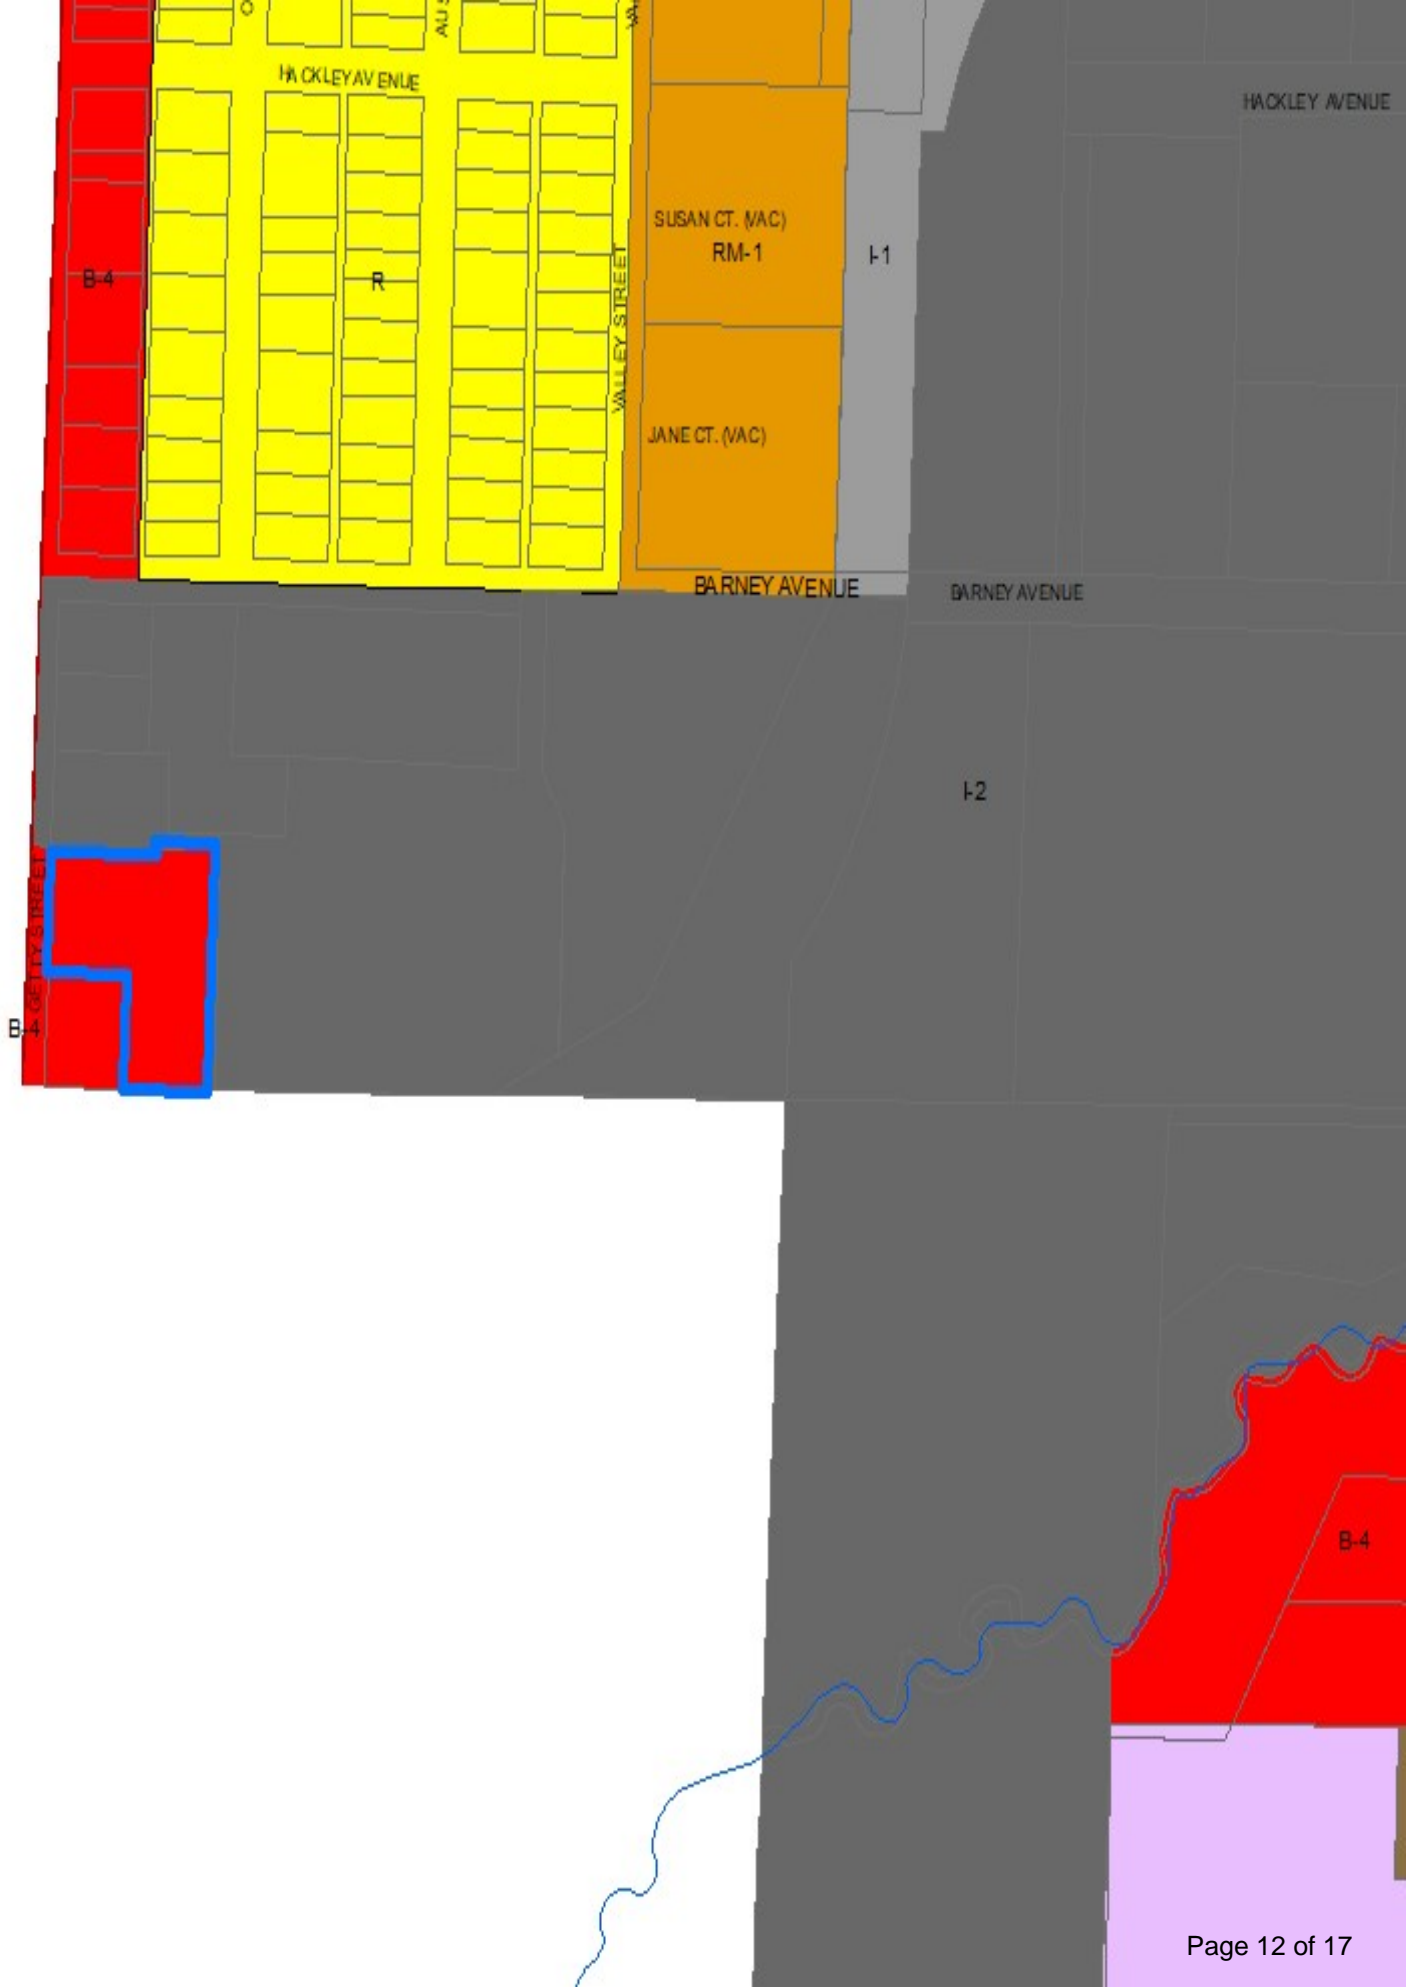 HACKLEY AVENUE
HACKLEY AVENUE
SUSAN CT. (VAC)
RM-1
I-1
B-4
R
VALLEY STREET
JANE CT. (VAC)
BARNEY AVENUE
BARNEY AVENUE
I-2
GETTY STREET
B-4
B-4
Page 12 of 17